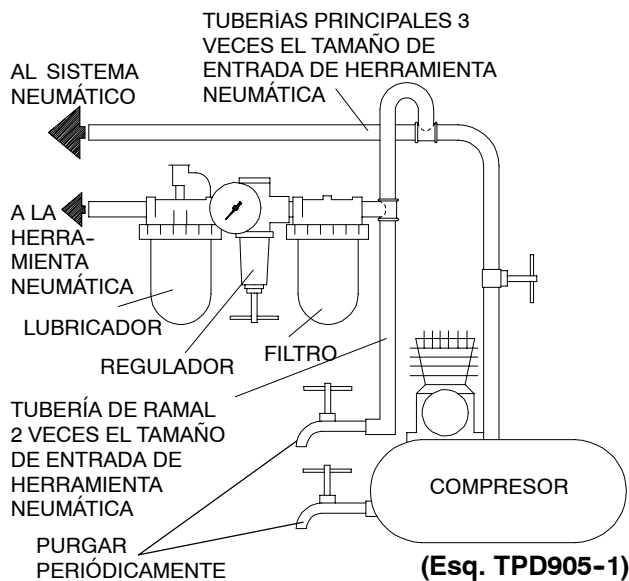 TUBERÍAS PRINCIPALES 3
VECES EL TAMAÑO DE
ENTRADA DE HERRAMIENTA
NEUMÁTICA
AL SISTEMA
NEUMÁTICO
A LA
HERRA-
MIENTA
NEUMÁTICA
LUBRICADOR
REGULADOR
FILTRO
TUBERÍA DE RAMAL
2 VECES EL TAMAÑO
DE ENTRADA DE
HERRAMIENTA
NEUMÁTICA
COMPRESOR
PURGAR
PERIÓDICAMENTE
(Esq. TPD905-1)